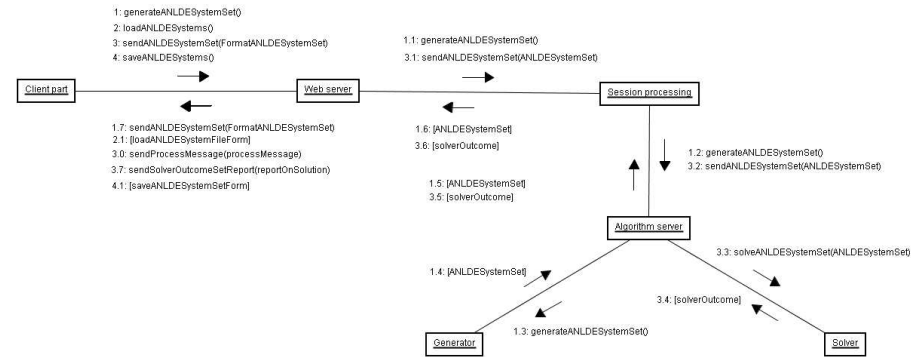 1: generateANLDESystemSet()
2: loadANLDESystems()
3: sendANLDESystemSet(FormatANLDESystemSet)
4: saveANLDESystems()
1.1: generateANLDESystemSet()
3.1: sendANLDESystemSet(ANLDESystemSet)
Client part
Web server
Session processing
1.7: sendANLDESystemSet(FormatANLDESystemSet)
2.1: [loadANLDESystemFileForm]
3.0: sendProcessMessage(processMessage)
3.7: sendSolverOutcomeSetReport(reportOnSolution)
4.1: [saveANLDESystemSetForm]
1.6: [ANLDESystemSet]
3.6: [solverOutcome]
1.2: generateANLDESystemSet()
3.2: sendANLDESystemSet(ANLDESystemSet)
1.5: [ANLDESystemSet]
3.5: [solverOutcome]
Algorithm server
3.3: solveANLDESystemSet(ANLDESystemSet)
1.4: [ANLDESystemSet]
3.4: [solverOutcome]
1.3: generateANLDESystemSet()
Generator
Solver